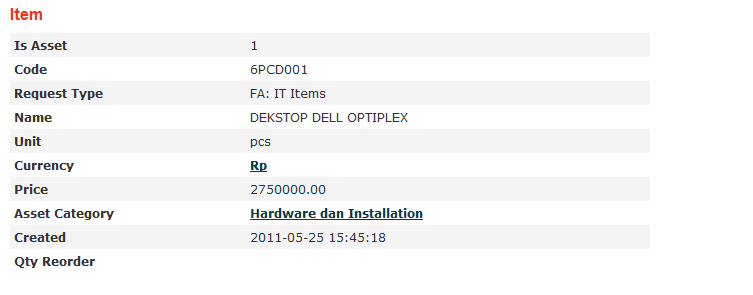 Item
Is Asset 1
Code 6PCD001
Request Type FA: IT Items
Name DEKSTOP DELL OPTIPLEX
Unit pcs
Currency Rp
Price 2750000.00
Asset Category Hardware dan Installation
Created 2011-05-25 15:45:18
Qty Reorder